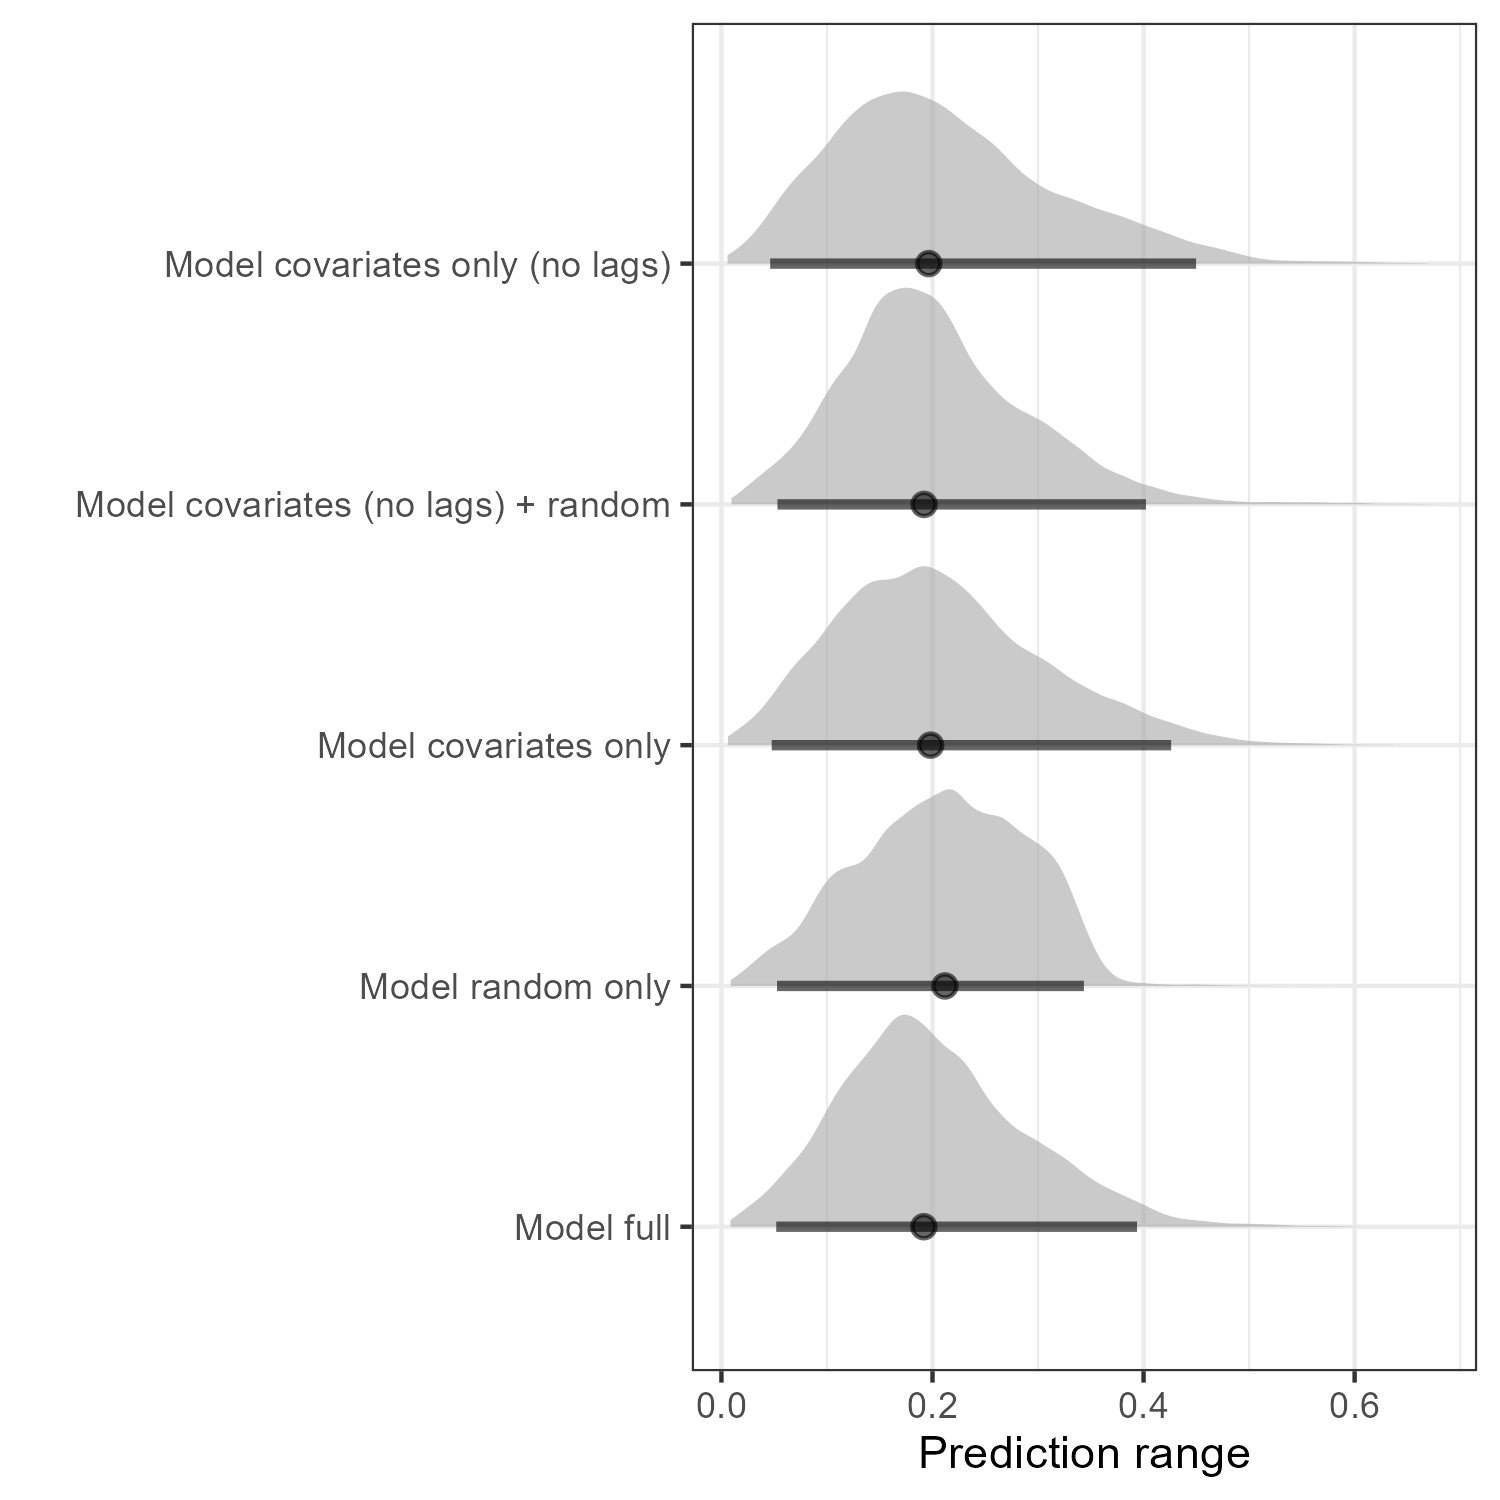 Model covariates only (no lags)
Model covariates (no lags) + random
Model covariates only
Model random only
Model full
0.0 0.2 0.4 0.6
Prediction range